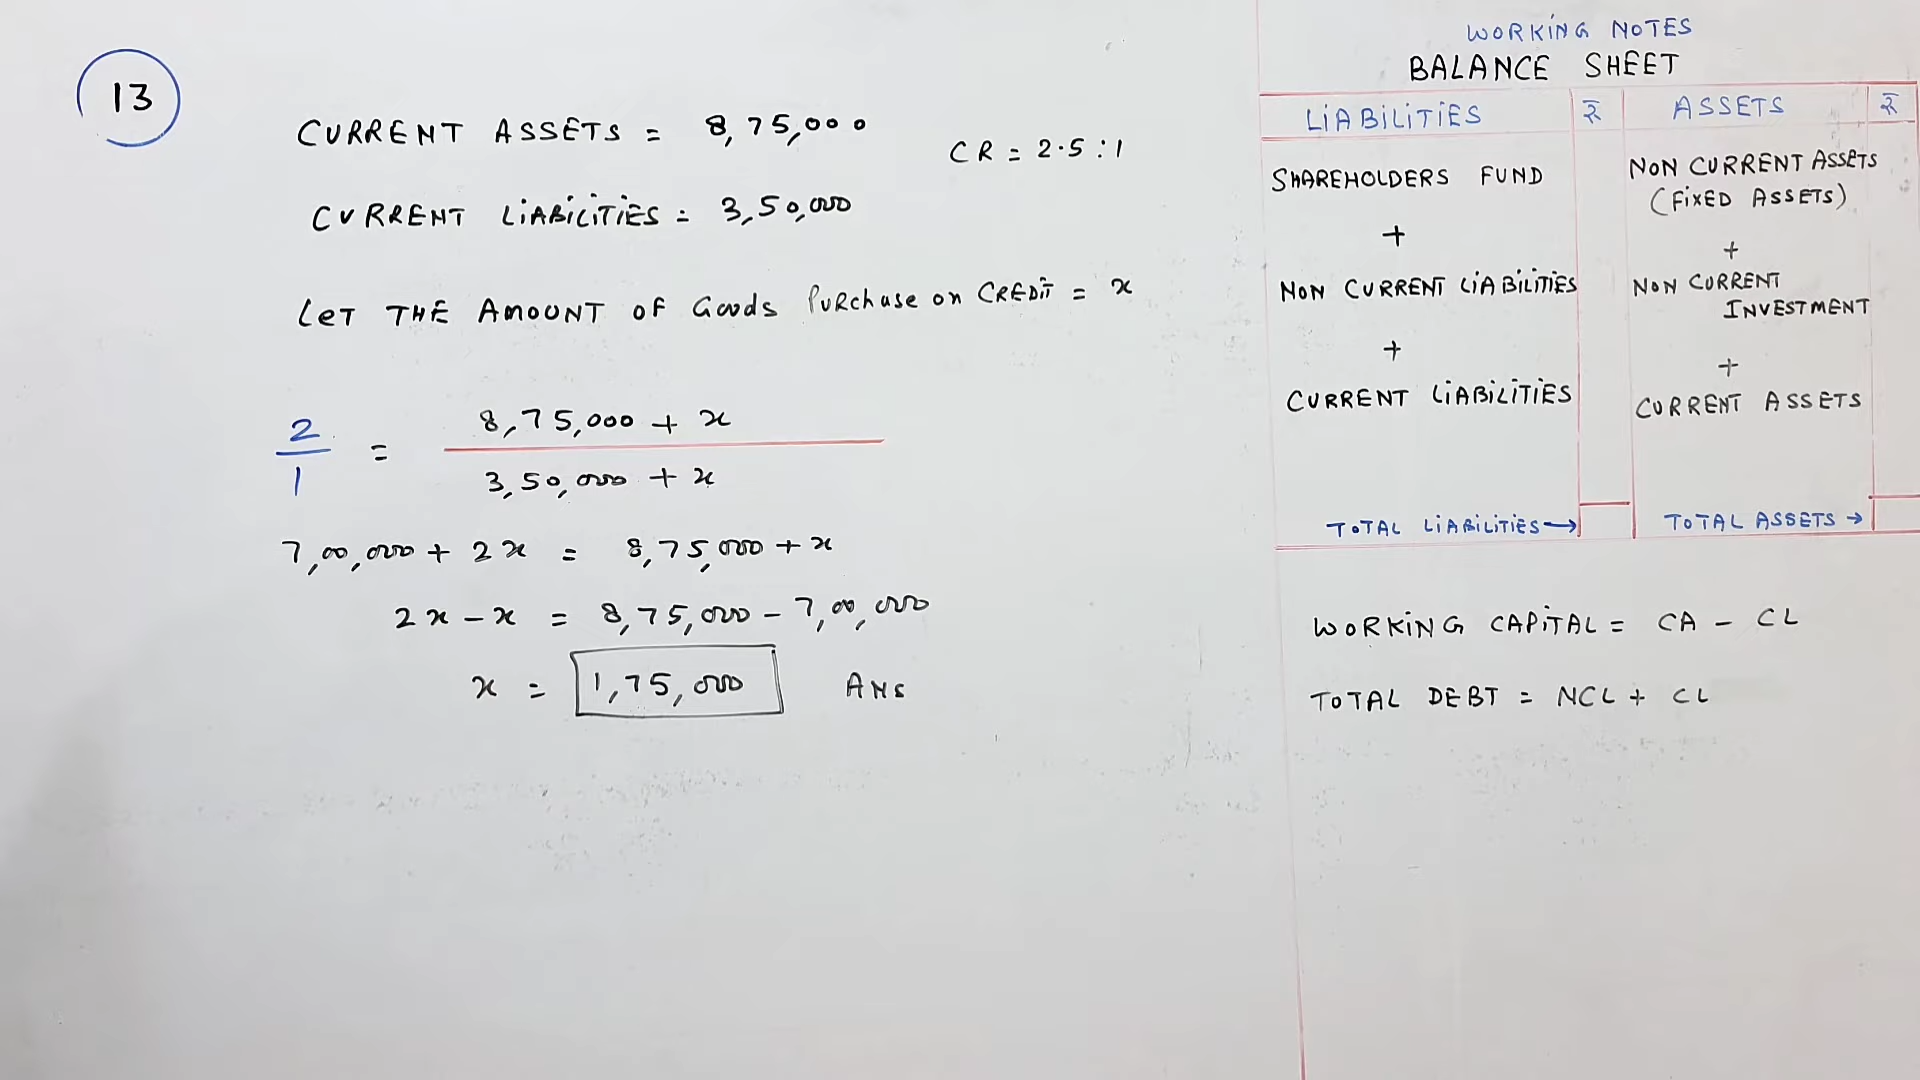 13
CURRENT ASSETS = 8,75,000
CR = 2.5 : 1
CURRENT LIABILITIES = 3,50,000
LET THE AMOUNT OF Goods Purchase on CREDIT = x
2/1 = 8,75,000 + x / 3,50,000 + x
7,00,000 + 2x = 8,75,000 + x
2x - x = 8,75,000 - 7,00,000
x = 1,75,000 ANS
WORKING NOTES
BALANCE SHEET
LIABILITIES ₹ ASSETS ₹
SHAREHOLDERS FUND
+
NON CURRENT LIABILITIES
+
CURRENT LIABILITIES
TOTAL LIABILITIES →
NON CURRENT ASSETS
(FIXED ASSETS)
+
NON CURRENT
INVESTMENT
+
CURRENT ASSETS
TOTAL ASSETS →
WORKING CAPITAL = CA - CL
TOTAL DEBT = NCL + CL